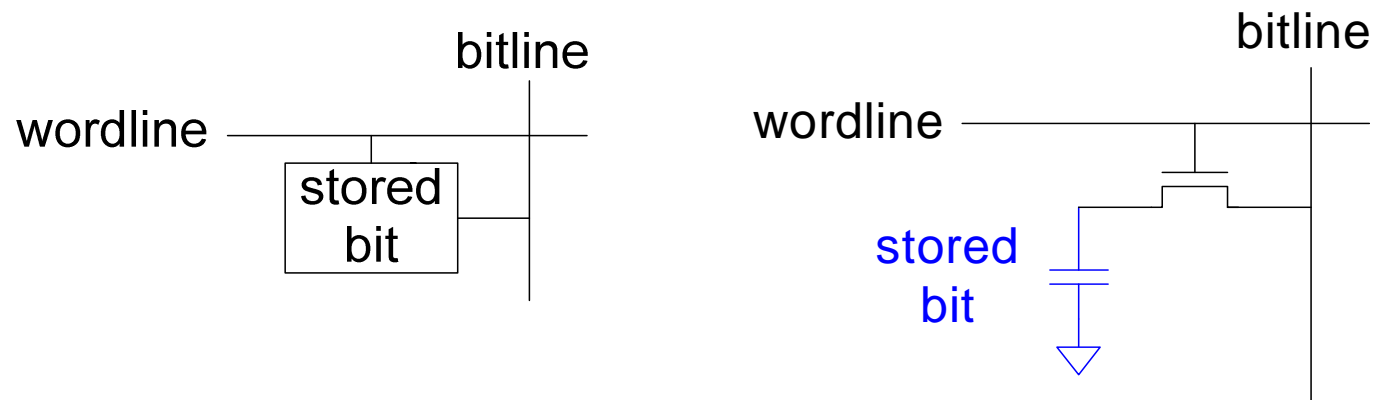 bitline
wordline
stored
bit
bitline
wordline
stored
bit